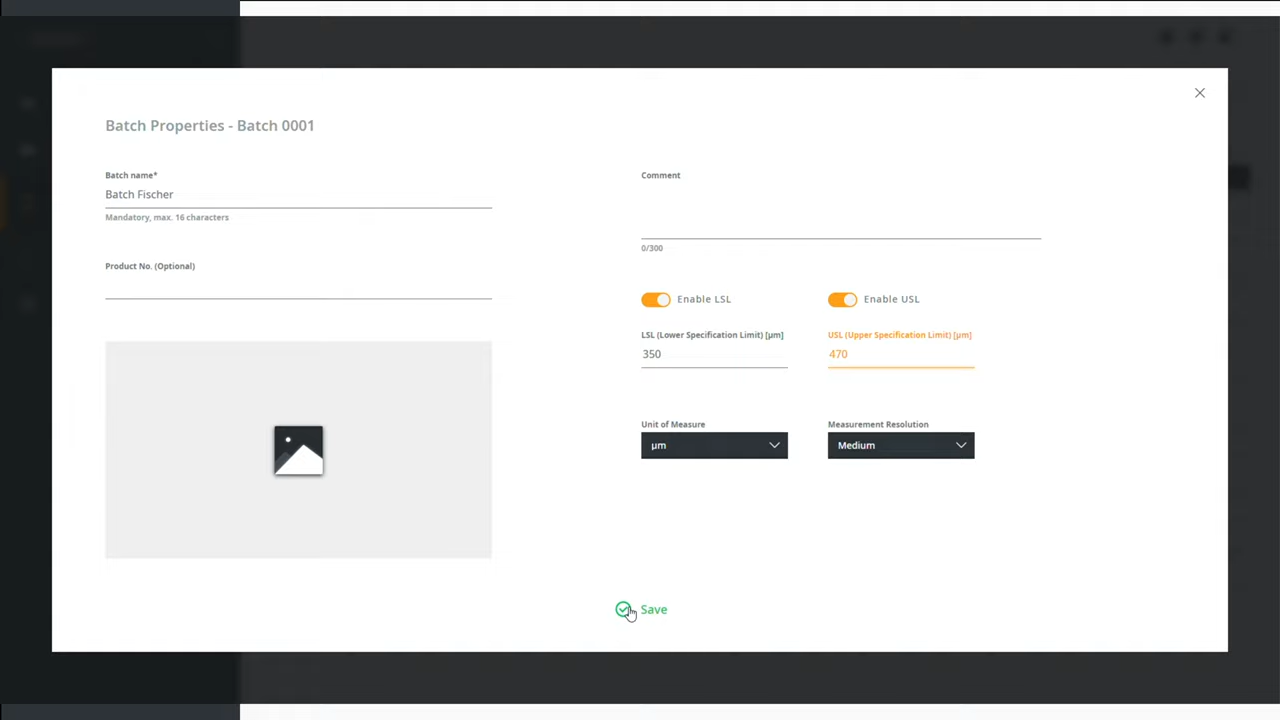 Batch Properties - Batch 0001
Batch name*
Batch Fischer
Mandatory, max. 16 characters
Product No. (Optional)
Comment
0/300
Enable LSL
Enable USL
LSL (Lower Specification Limit) [µm]
350
USL (Upper Specification Limit) [µm]
470
Unit of Measure
µm
Measurement Resolution
Medium
Save